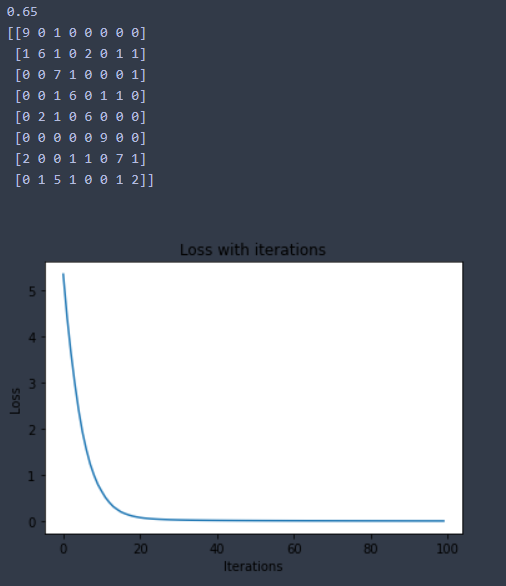 0.65
[[9 0 1 0 0 0 0 0]
[1 6 1 0 2 0 1 1]
[0 0 7 1 0 0 0 1]
[0 0 1 6 0 1 1 0]
[0 2 1 0 6 0 0 0]
[0 0 0 0 0 9 0 0]
[2 0 0 1 1 0 7 1]
[0 1 5 1 0 0 1 2]]
Loss with iterations
5
4
3
2
1
0
Loss
0 20 40 60 80 100
Iterations